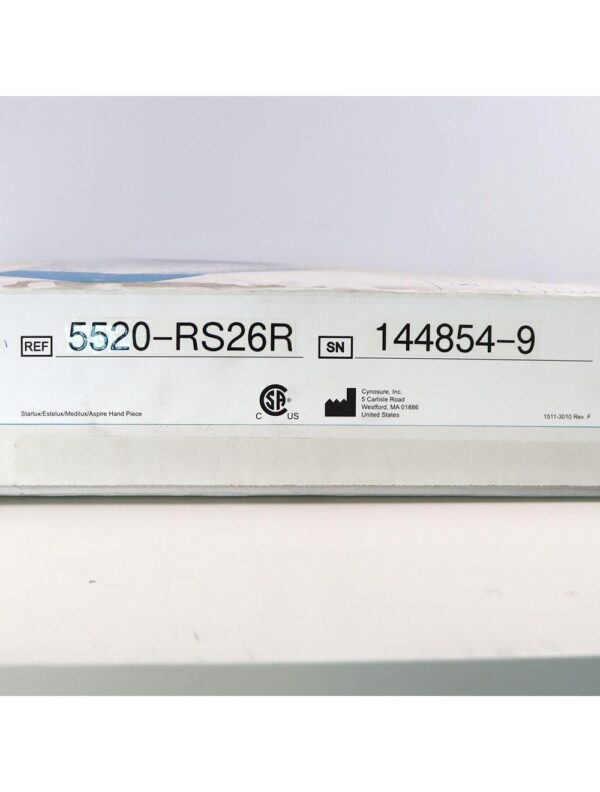 REF 5520-RS26R SN 144854-9
Starlux/Estelux/Medilux/Aspire Hand Piece
C SA® US
Cynosure, Inc.
5 Carlisle Road
Westford, MA 01886
United States
1511-3010 Rev. F